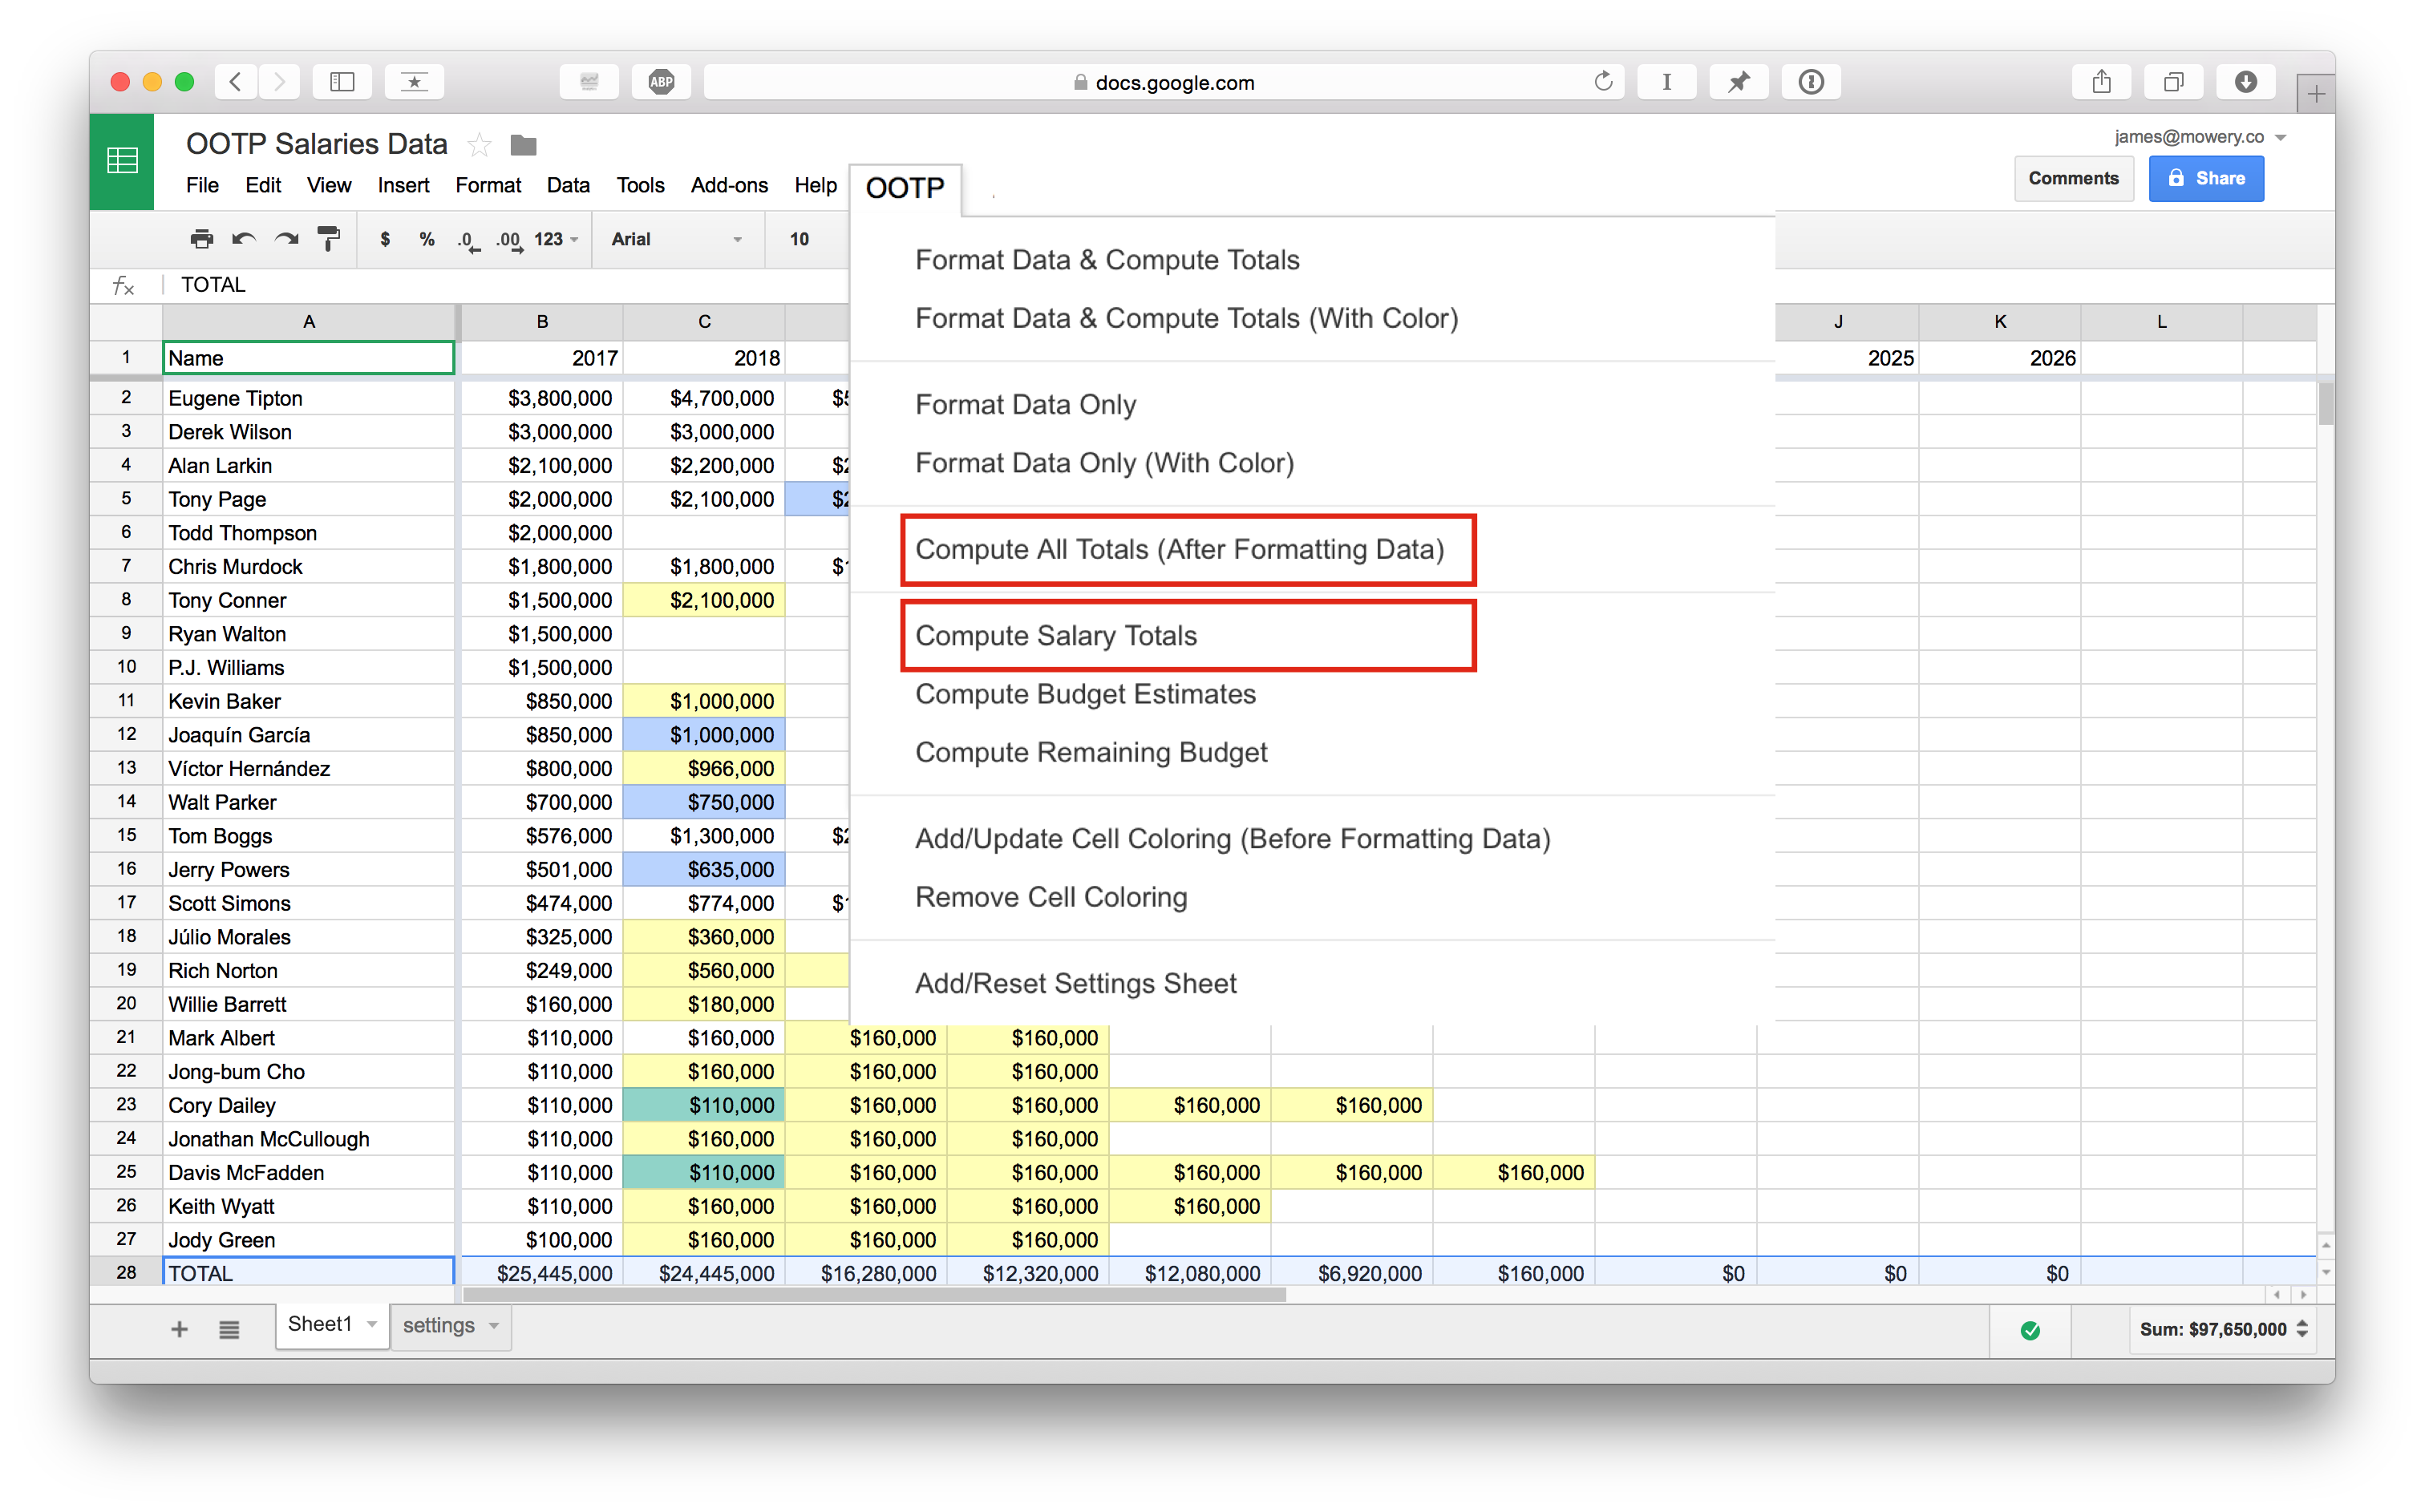 ABP
docs.google.com
OOTP Salaries Data
james@mowery.co
File Edit View Insert Format Data Tools Add-ons Help OOTP
Comments
Share
$ % .0 .00 123 Arial 10
Format Data & Compute Totals
Format Data & Compute Totals (With Color)
Format Data Only
Format Data Only (With Color)
Compute All Totals (After Formatting Data)
Compute Salary Totals
Compute Budget Estimates
Compute Remaining Budget
Add/Update Cell Coloring (Before Formatting Data)
Remove Cell Coloring
Add/Reset Settings Sheet
fx TOTAL
A B C J K L
1 Name 2017 2018 2025 2026
2 Eugene Tipton $3,800,000 $4,700,000
3 Derek Wilson $3,000,000 $3,000,000
4 Alan Larkin $2,100,000 $2,200,000
5 Tony Page $2,000,000 $2,100,000
6 Todd Thompson $2,000,000
7 Chris Murdock $1,800,000 $1,800,000
8 Tony Conner $1,500,000 $2,100,000
9 Ryan Walton $1,500,000
10 P.J. Williams $1,500,000
11 Kevin Baker $850,000 $1,000,000
12 Joaquín García $850,000 $1,000,000
13 Víctor Hernández $800,000 $966,000
14 Walt Parker $700,000 $750,000
15 Tom Boggs $576,000 $1,300,000
16 Jerry Powers $501,000 $635,000
17 Scott Simons $474,000 $774,000
18 Júlio Morales $325,000 $360,000
19 Rich Norton $249,000 $560,000
20 Willie Barrett $160,000 $180,000
21 Mark Albert $110,000 $160,000 $160,000 $160,000
22 Jong-bum Cho $110,000 $160,000 $160,000 $160,000
23 Cory Dailey $110,000 $110,000 $160,000 $160,000 $160,000 $160,000
24 Jonathan McCullough $110,000 $160,000 $160,000 $160,000
25 Davis McFadden $110,000 $110,000 $160,000 $160,000 $160,000 $160,000 $160,000
26 Keith Wyatt $110,000 $160,000 $160,000 $160,000 $160,000
27 Jody Green $100,000 $160,000 $160,000 $160,000
28 TOTAL $25,445,000 $24,445,000 $16,280,000 $12,320,000 $12,080,000 $6,920,000 $160,000 $0 $0 $0
Sheet1 settings
Sum: $97,650,000